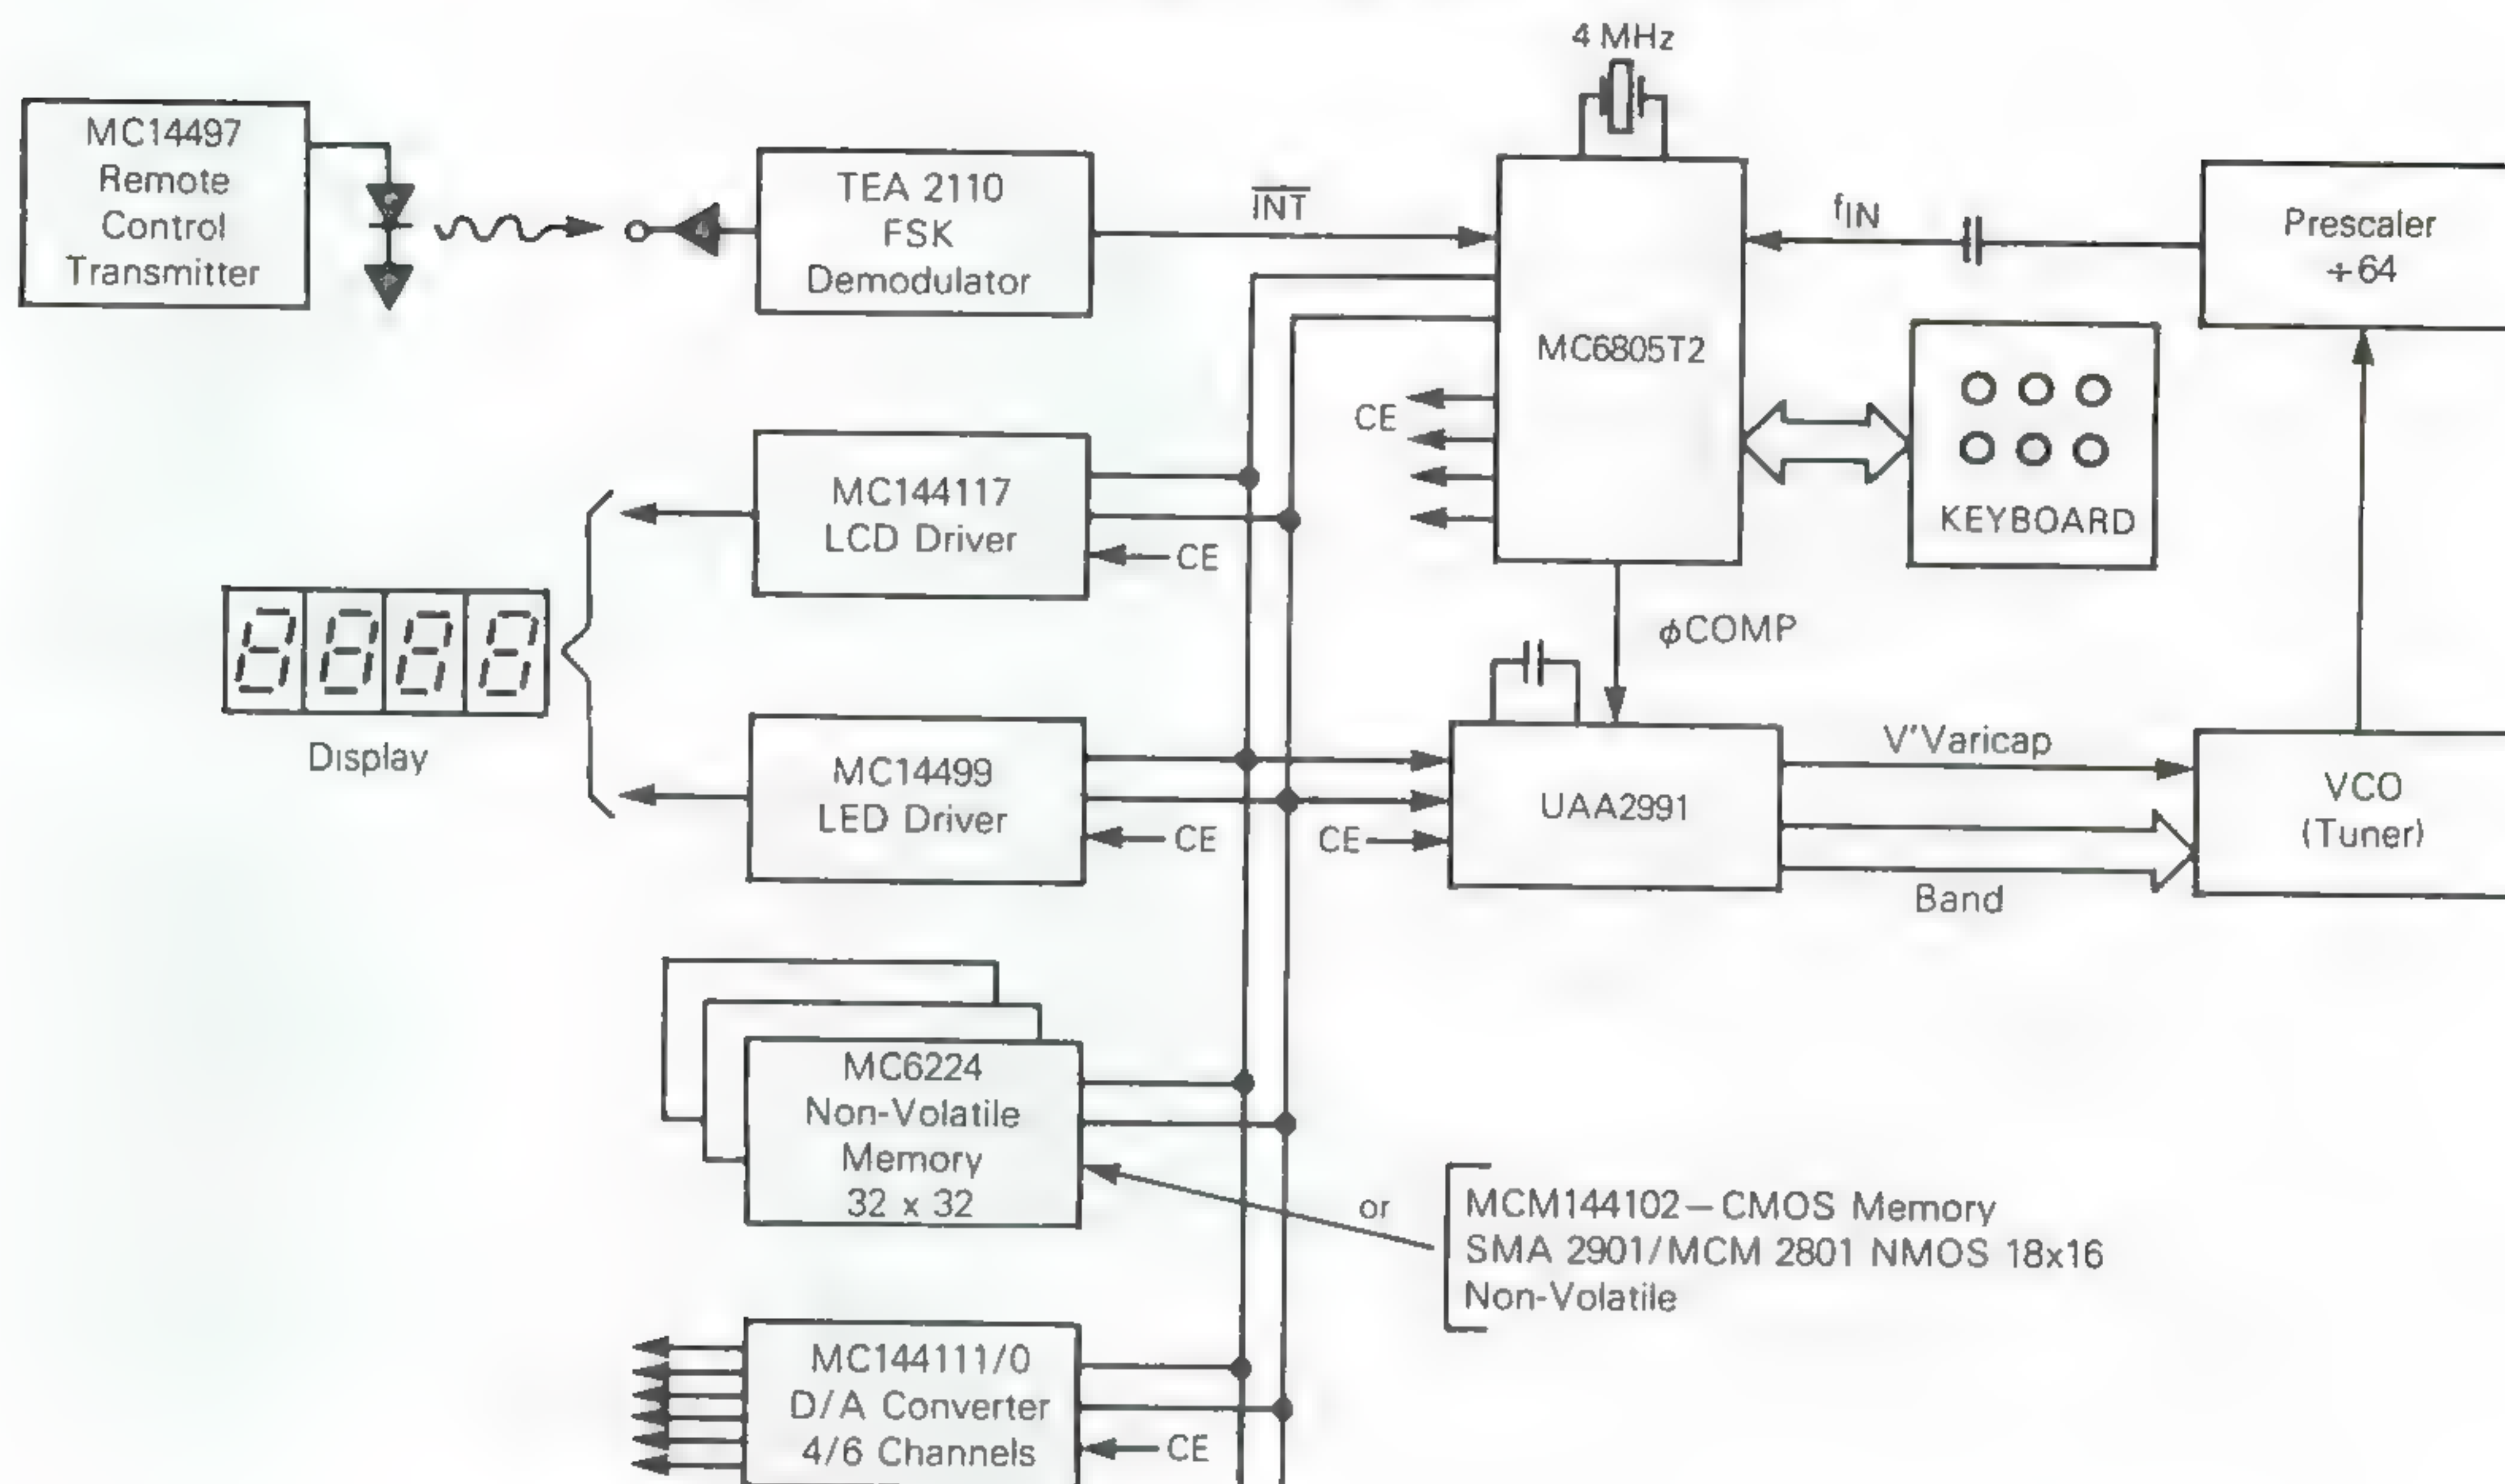 4 MHz
MC14497
Remote
Control
Transmitter
TEA 2110
FSK
Demodulator
INT
MC6805T2
fIN
Prescaler
÷64
CE
KEYBOARD
MC144117
LCD Driver
CE
Display
φCOMP
MC14499
LED Driver
CE
CE
UAA2991
V'Varicap
Band
VCO
(Tuner)
MC6224
Non-Volatile
Memory
32 x 32
or
MCM144102—CMOS Memory
SMA 2901/MCM 2801 NMOS 18x16
Non-Volatile
MC144111/0
D/A Converter
4/6 Channels
CE